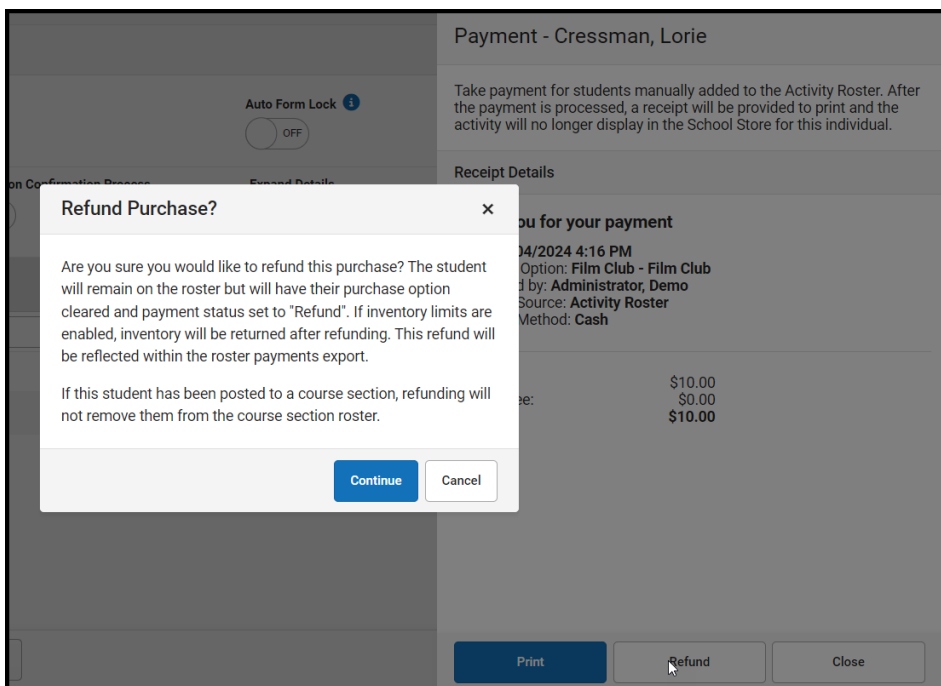 Payment - Cressman, Lorie
Take payment for students manually added to the Activity Roster. After
the payment is processed, a receipt will be provided to print and the
activity will no longer display in the School Store for this individual.
Auto Form Lock
OFF
Receipt Details
on Confirmation Process
Expand Details
Refund Purchase?
Are you sure you would like to refund this purchase? The student
will remain on the roster but will have their purchase option
cleared and payment status set to "Refund". If inventory limits are
enabled, inventory will be returned after refunding. This refund will
be reflected within the roster payments export.
If this student has been posted to a course section, refunding will
not remove them from the course section roster.
Continue
Cancel
ou for your payment
04/2024 4:16 PM
Option: Film Club - Film Club
d by: Administrator, Demo
Source: Activity Roster
Method: Cash
$10.00
ee: $0.00
$10.00
Print
Refund
Close